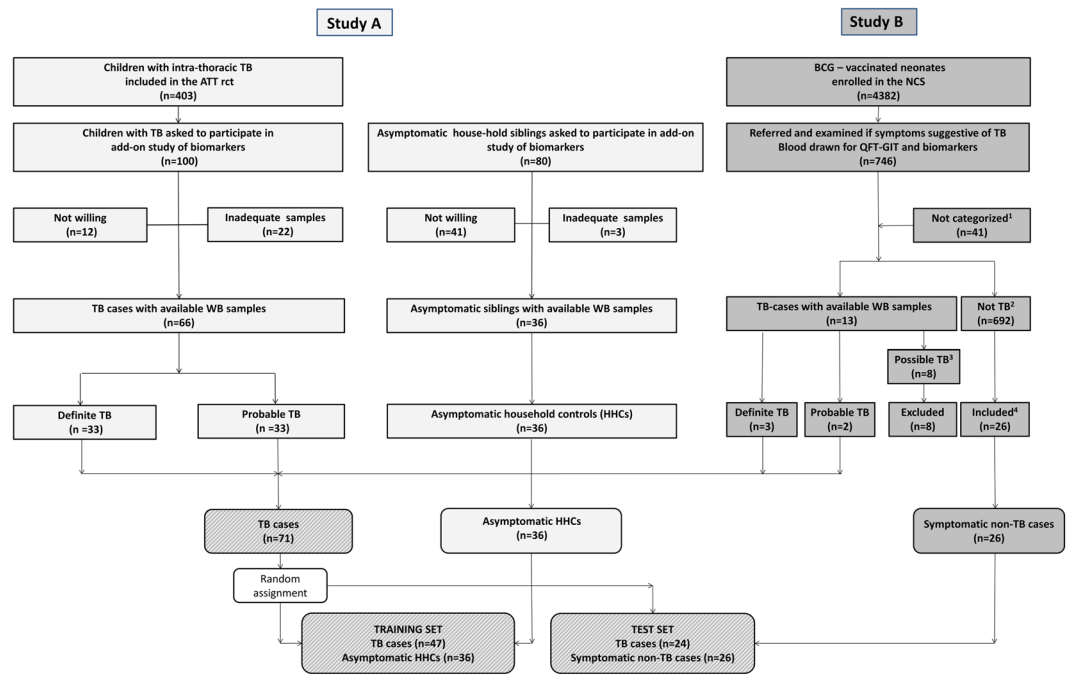 Study A
Study B
Children with intra-thoracic TB
included in the ATT rct
(n=403)
BCG – vaccinated neonates
enrolled in the NCS
(n=4382)
Children with TB asked to participate in
add-on study of biomarkers
(n=100)
Asymptomatic house-hold siblings asked to participate in add-on
study of biomarkers
(n=80)
Referred and examined if symptoms suggestive of TB
Blood drawn for QFT-GIT and biomarkers
(n=746)
Not willing
(n=12)
Inadequate samples
(n=22)
Not willing
(n=41)
Inadequate samples
(n=3)
Not categorized¹
(n=41)
TB cases with available WB samples
(n=66)
Asymptomatic siblings with available WB samples
(n=36)
TB-cases with available WB samples
(n=13)
Not TB²
(n=692)
Possible TB³
(n=8)
Definite TB
(n =33)
Probable TB
(n =33)
Asymptomatic household controls (HHCs)
(n=36)
Definite TB
(n=3)
Probable TB
(n=2)
Excluded
(n=8)
Included⁴
(n=26)
TB cases
(n=71)
Asymptomatic HHCs
(n=36)
Symptomatic non-TB cases
(n=26)
Random
assignment
TRAINING SET
TB cases (n=47)
Asymptomatic HHCs (n=36)
TEST SET
TB cases (n=24)
Symptomatic non-TB cases (n=26)